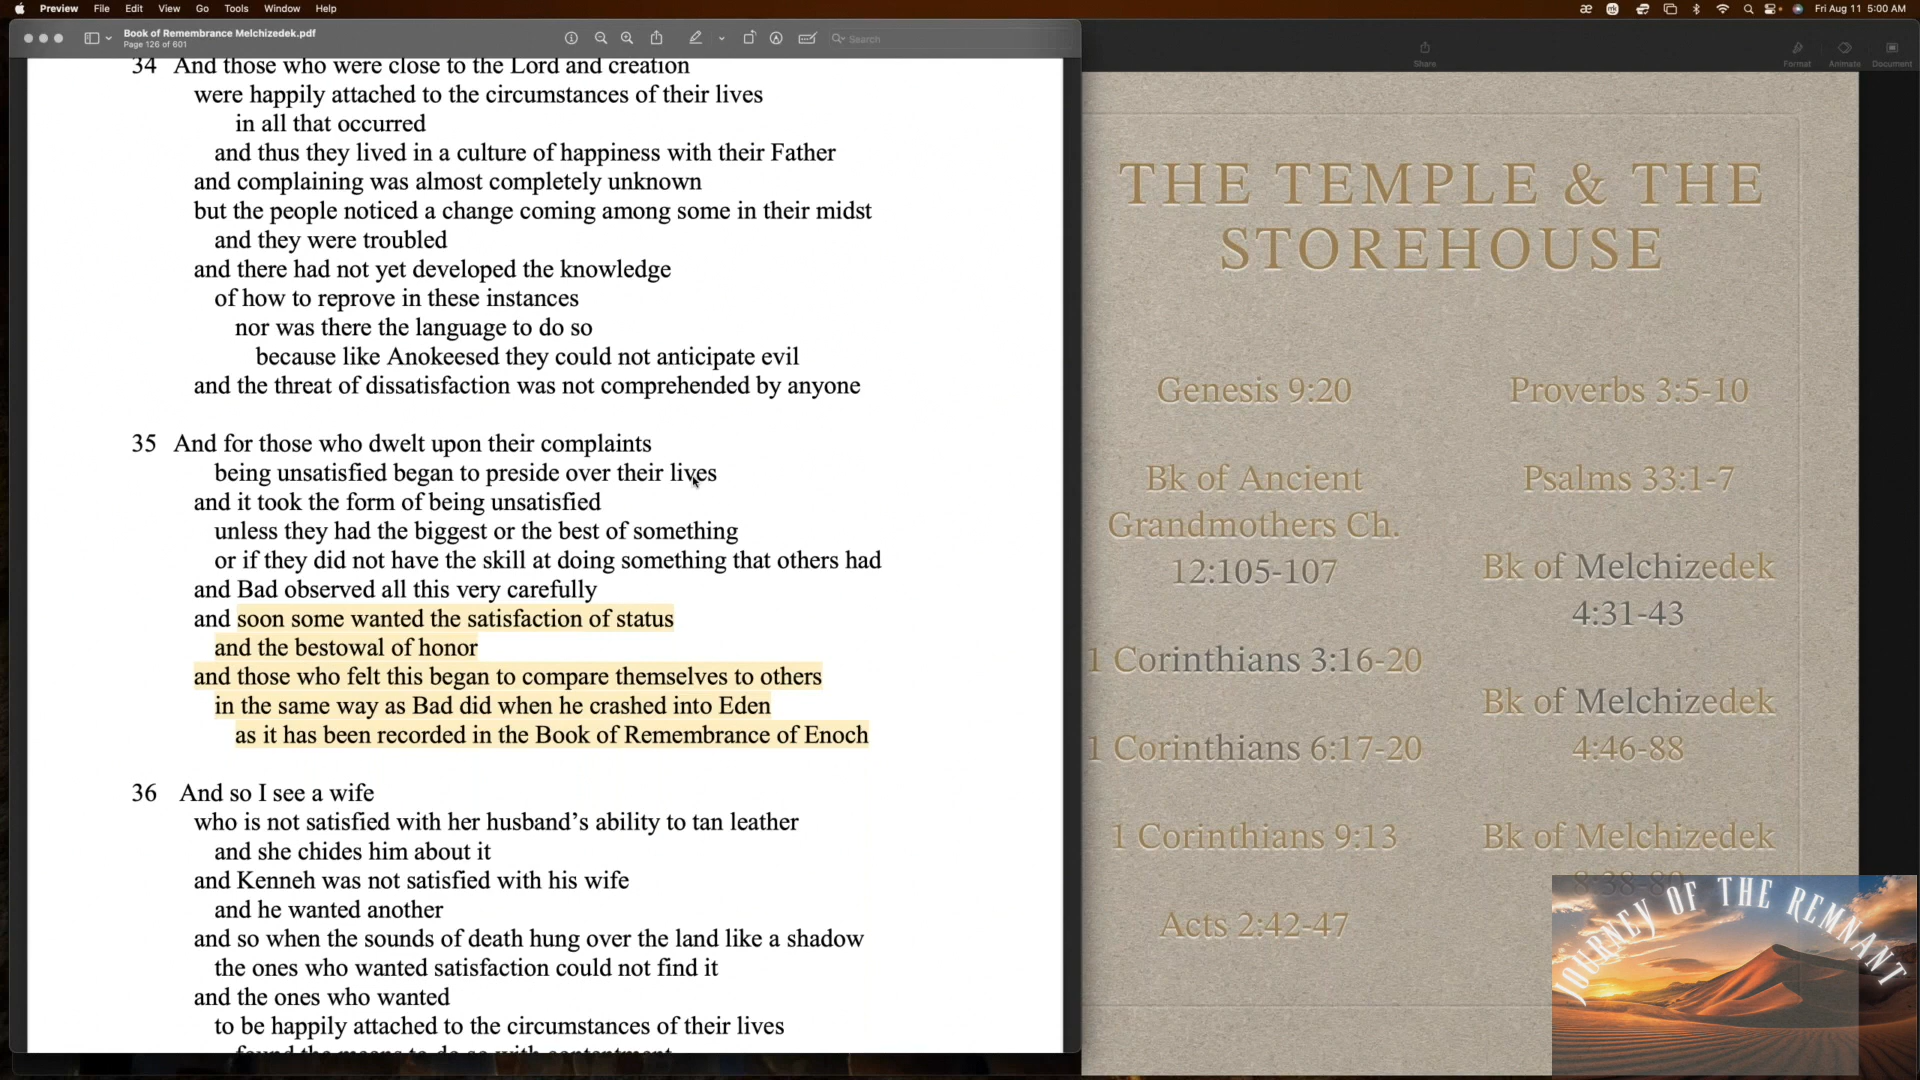 Preview File Edit View Go Tools Window Help
Fri Aug 11 5:00 AM
Book of Remembrance Melchizedek.pdf
Page 126 of 601
Search
34 And those who were close to the Lord and creation
were happily attached to the circumstances of their lives
in all that occurred
and thus they lived in a culture of happiness with their Father
and complaining was almost completely unknown
but the people noticed a change coming among some in their midst
and they were troubled
and there had not yet developed the knowledge
of how to reprove in these instances
nor was there the language to do so
because like Anokeesed they could not anticipate evil
and the threat of dissatisfaction was not comprehended by anyone
35 And for those who dwelt upon their complaints
being unsatisfied began to preside over their lives
and it took the form of being unsatisfied
unless they had the biggest or the best of something
or if they did not have the skill at doing something that others had
and Bad observed all this very carefully
and soon some wanted the satisfaction of status
and the bestowal of honor
and those who felt this began to compare themselves to others
in the same way as Bad did when he crashed into Eden
as it has been recorded in the Book of Remembrance of Enoch
36 And so I see a wife
who is not satisfied with her husband's ability to tan leather
and she chides him about it
and Kenneh was not satisfied with his wife
and he wanted another
and so when the sounds of death hung over the land like a shadow
the ones who wanted satisfaction could not find it
and the ones who wanted
to be happily attached to the circumstances of their lives
found the means to do so with contentment
Share
Format Animate Document
THE TEMPLE & THE
STOREHOUSE
Genesis 9:20
Bk of Ancient
Grandmothers Ch.
12:105-107
1 Corinthians 3:16-20
1 Corinthians 6:17-20
1 Corinthians 9:13
Acts 2:42-47
Proverbs 3:5-10
Psalms 33:1-7
Bk of Melchizedek
4:31-43
Bk of Melchizedek
4:46-88
Bk of Melchizedek
8:38-80
JOURNEY OF THE REMNANT